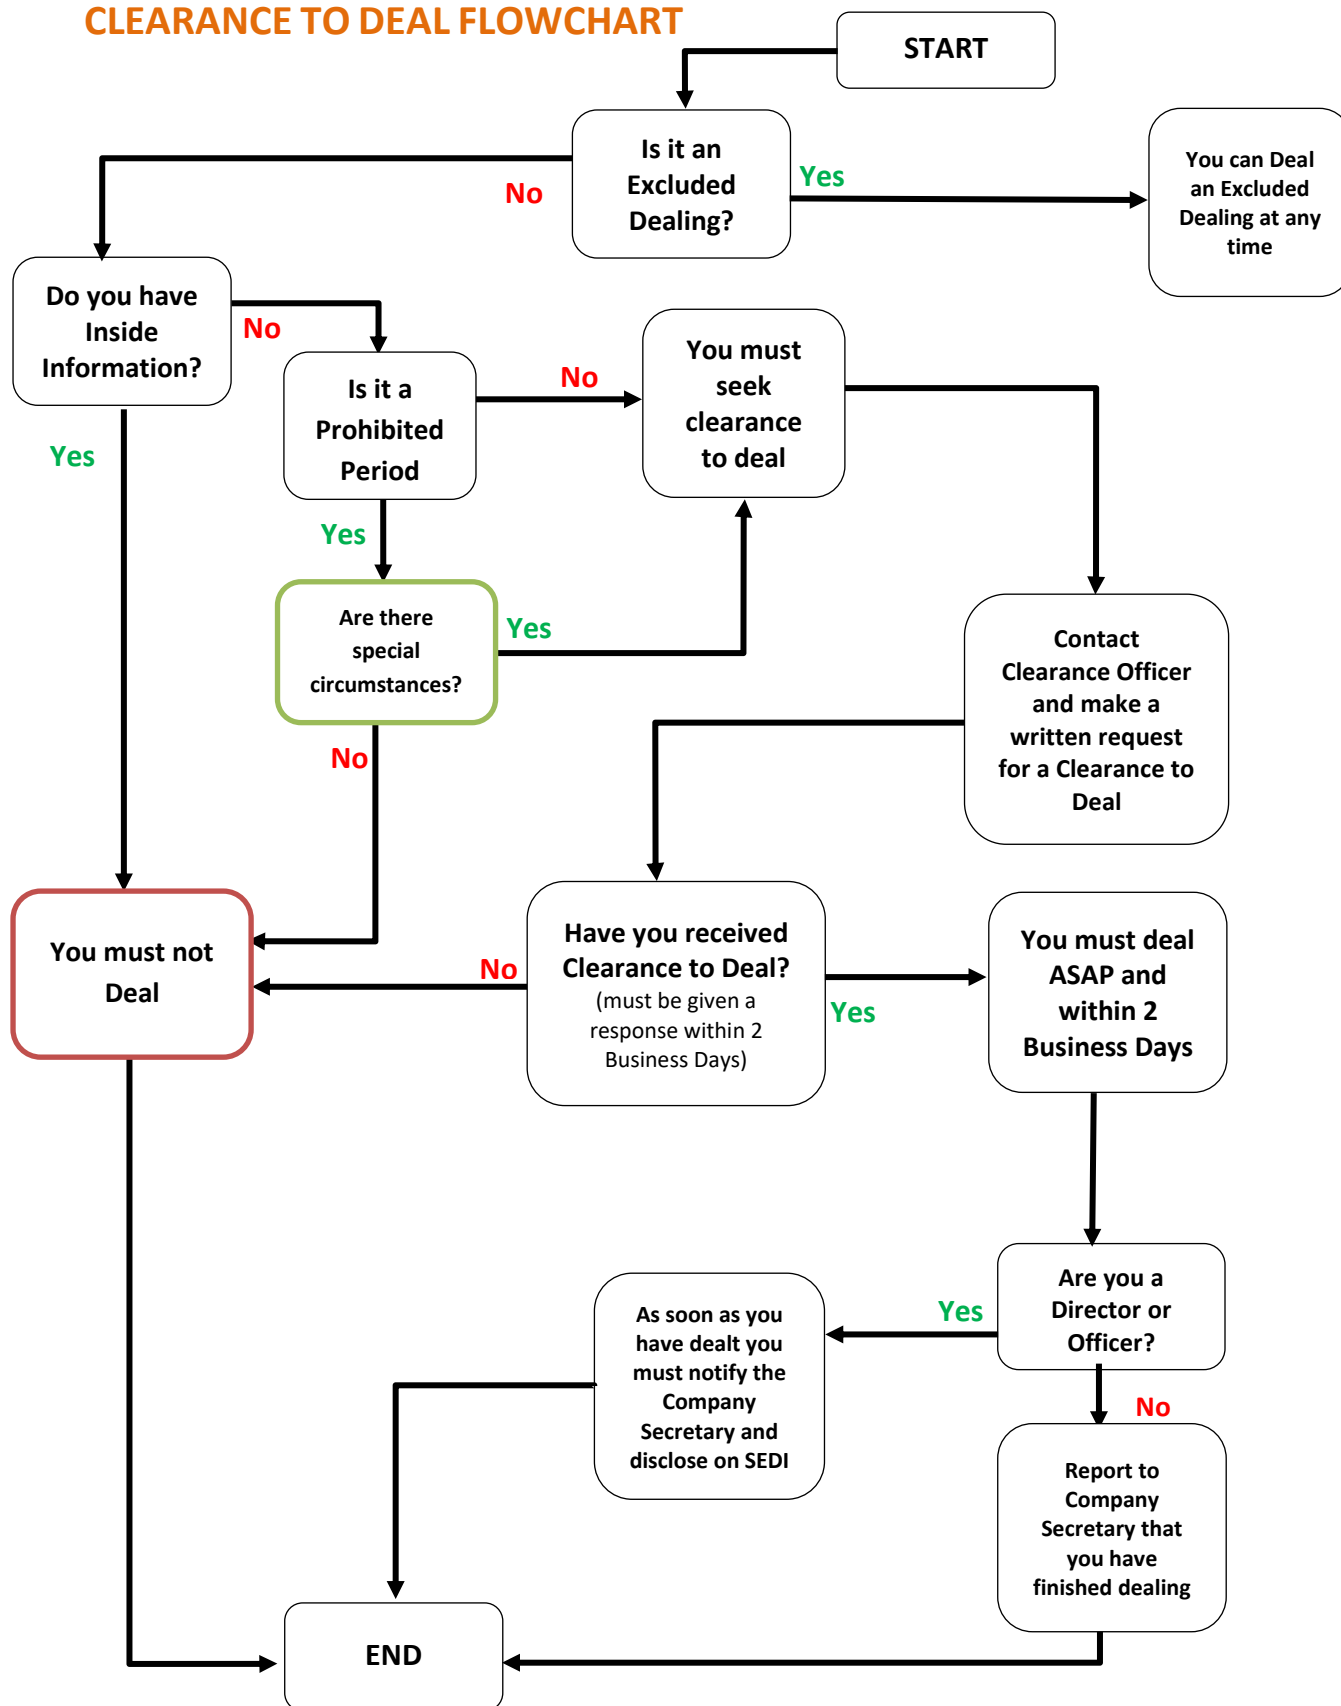 CLEARANCE TO DEAL FLOWCHART
START
Is it an
Excluded
Dealing?
Yes
No
You can Deal
an Excluded
Dealing at any
time
Do you have
Inside
Information?
No
Yes
Is it a
Prohibited
Period
No
Yes
You must
seek
clearance
to deal
Are there
special
circumstances?
Yes
No
Contact
Clearance Officer
and make a
written request
for a Clearance to
Deal
You must not
Deal
Have you received
Clearance to Deal?
(must be given a
response within 2
Business Days)
No
Yes
You must deal
ASAP and
within 2
Business Days
Are you a
Director or
Officer?
Yes
No
As soon as you
have dealt you
must notify the
Company
Secretary and
disclose on SEDI
Report to
Company
Secretary that
you have
finished dealing
END